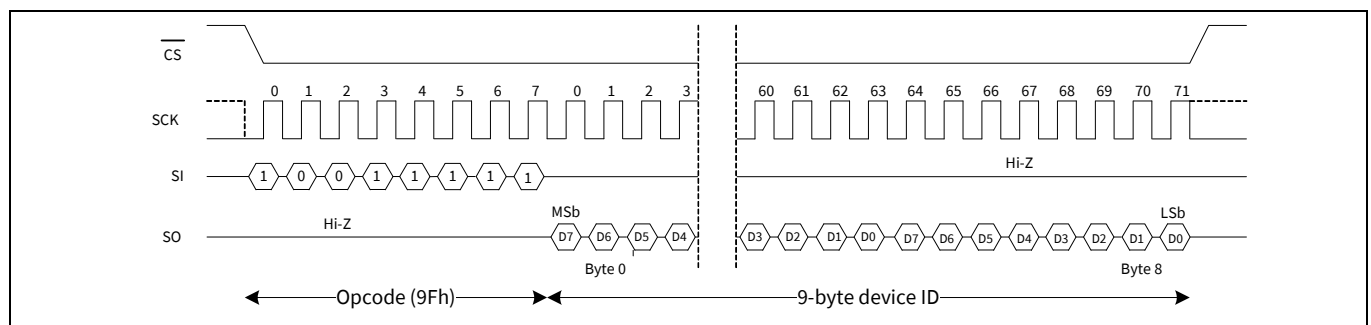 CS
0 1 2 3 4 5 6 7 0 1 2 3 60 61 62 63 64 65 66 67 68 69 70 71
SCK
Hi-Z
SI 1 0 0 1 1 1 1 1
MSb LSb
Hi-Z
SO D7 D6 D5 D4 D3 D2 D1 D0 D7 D6 D5 D4 D3 D2 D1 D0
Byte 0 Byte 8
Opcode (9Fh) 9-byte device ID